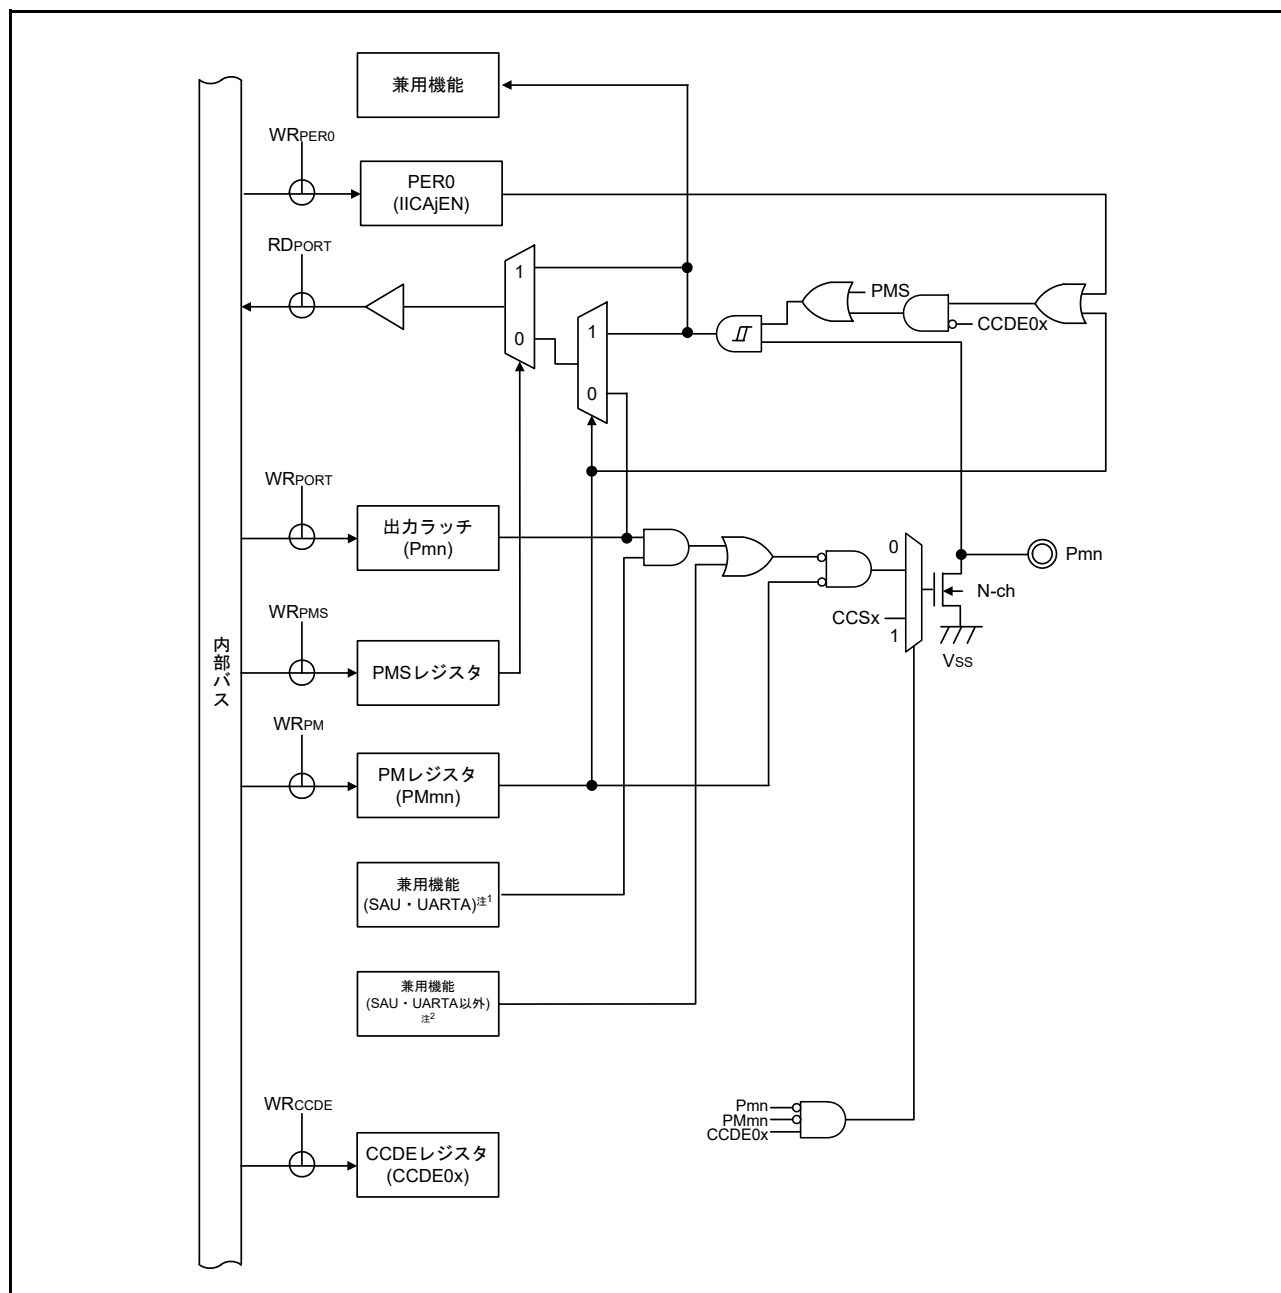 兼用機能
WRPER0
PER0
(IICAjEN)
RDPORT
1
0
1
0
PMS
CCDE0x
WRPORT
出力ラッチ
(Pmn)
0
CCSx
1
N-ch
VSS
Pmn
WRPMS
PMSレジスタ
内部バス
WRPM
PMレジスタ
(PMmn)
兼用機能
(SAU・UARTA)注1
兼用機能
(SAU・UARTA以外)
注2
Pmn
PMmn
CCDE0x
WRCCDE
CCDEレジスタ
(CCDE0x)